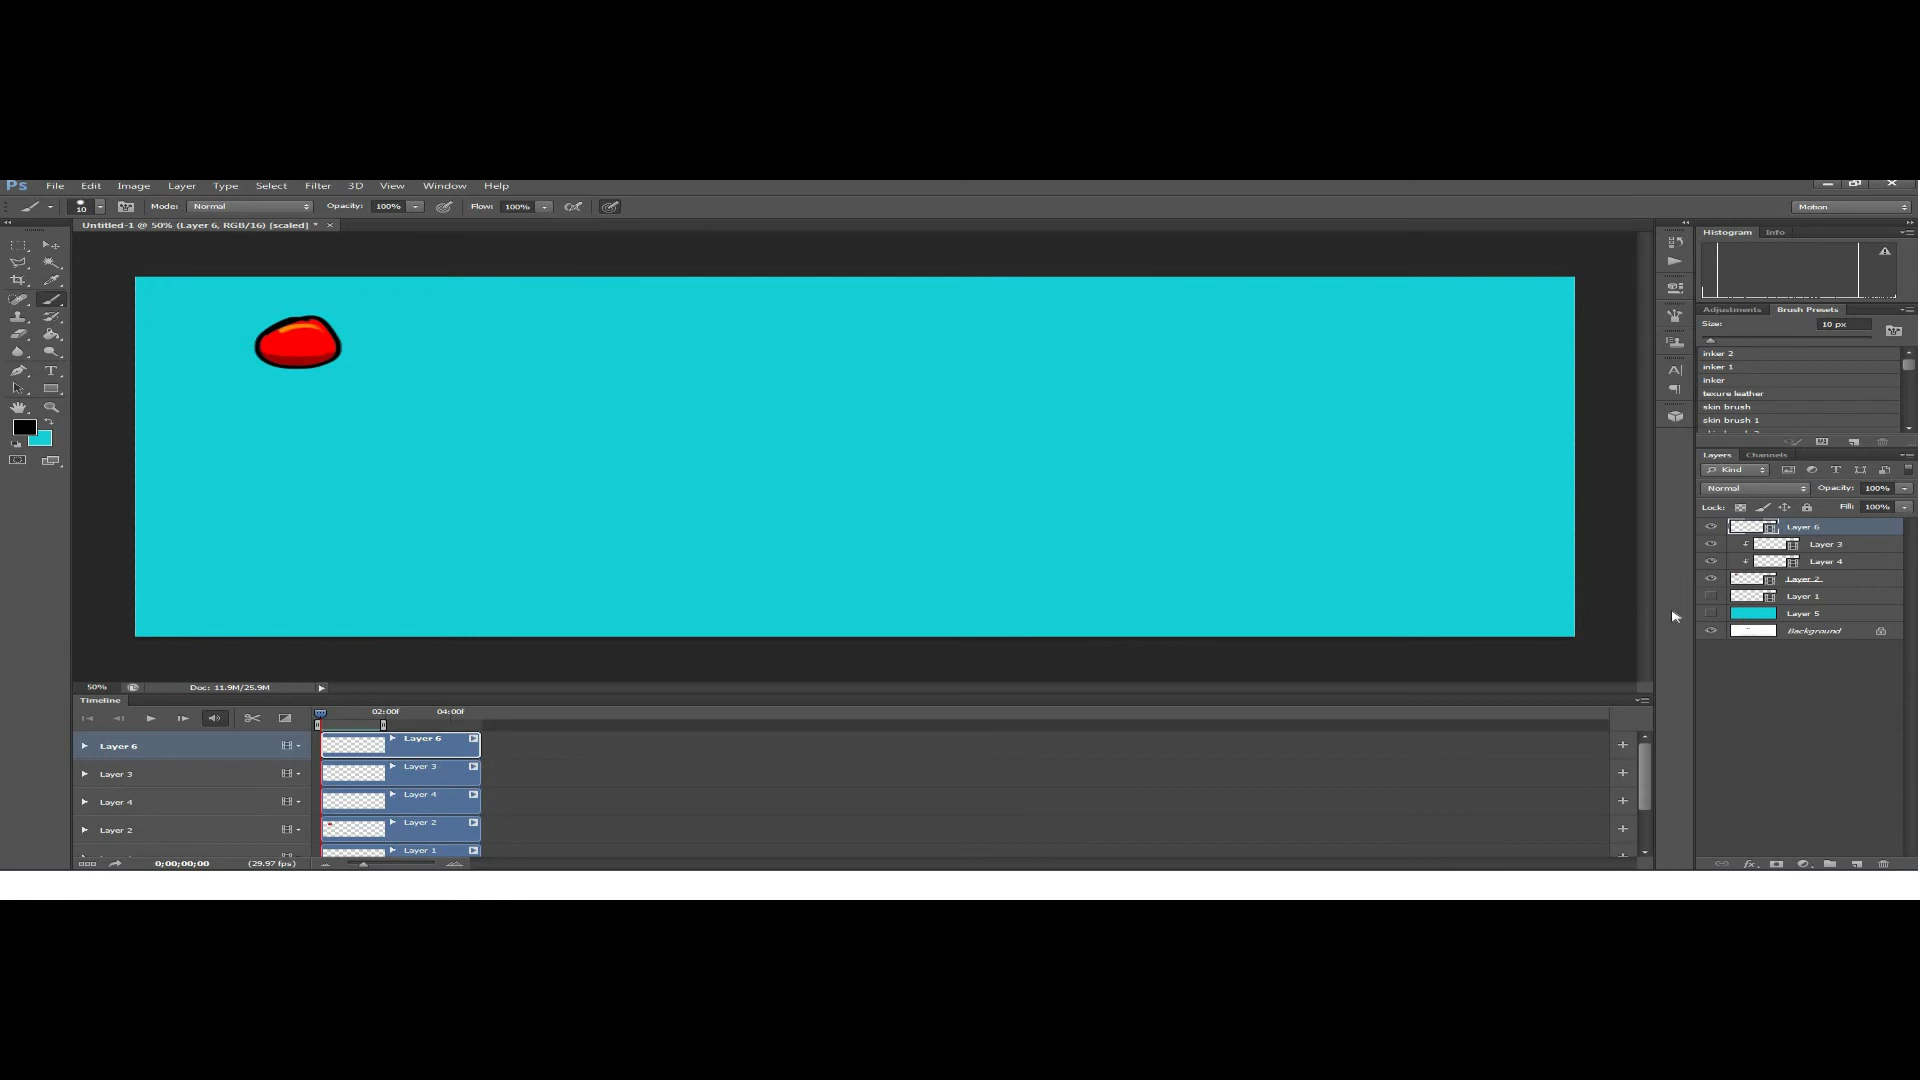 Ps File Edit Image Layer Type Select Filter 3D View Window Help
10 Mode: Normal Opacity: 100% Flow: 100% Motion
Untitled-1 @ 50% (Layer 6, RGB/16) [scaled] * ×
Histogram Info
Adjustments Brush Presets
Size: 10 px
inker 2
inker 1
inker
texure leather
skin brush
skin brush 1
Layers Channels
Kind
Normal Opacity: 100%
Lock: Fill: 100%
Layer 6
Layer 3
Layer 4
Layer 2
Layer 1
Layer 5
Background
50% Doc: 11.9M/25.9M
Timeline
02:00f 04:00f
Layer 6 Layer 6
Layer 3 Layer 3
Layer 4 Layer 4
Layer 2 Layer 2
Layer 1
0;00;00;00 (29.97 fps)